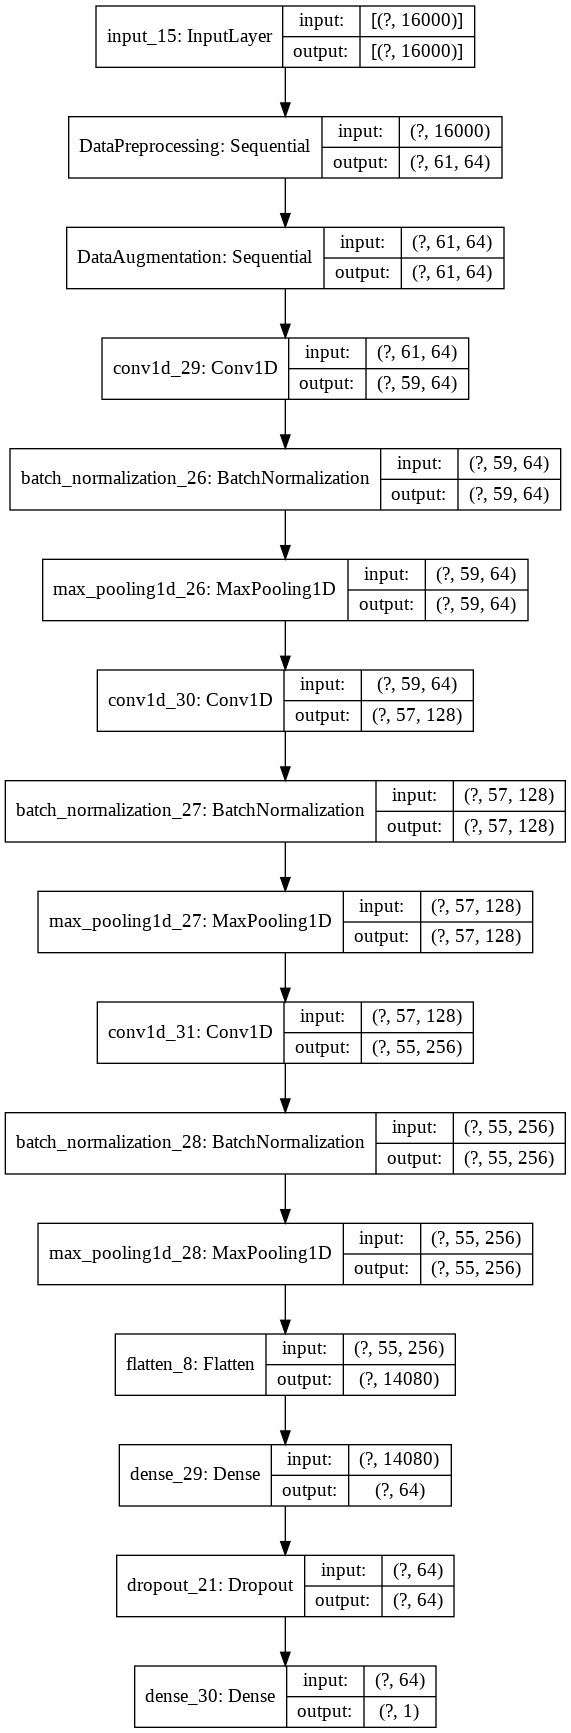 input_15: InputLayer
input: [(?, 16000)]
output: [(?, 16000)]
DataPreprocessing: Sequential
input: (?, 16000)
output: (?, 61, 64)
DataAugmentation: Sequential
input: (?, 61, 64)
output: (?, 61, 64)
conv1d_29: Conv1D
input: (?, 61, 64)
output: (?, 59, 64)
batch_normalization_26: BatchNormalization
input: (?, 59, 64)
output: (?, 59, 64)
max_pooling1d_26: MaxPooling1D
input: (?, 59, 64)
output: (?, 59, 64)
conv1d_30: Conv1D
input: (?, 59, 64)
output: (?, 57, 128)
batch_normalization_27: BatchNormalization
input: (?, 57, 128)
output: (?, 57, 128)
max_pooling1d_27: MaxPooling1D
input: (?, 57, 128)
output: (?, 57, 128)
conv1d_31: Conv1D
input: (?, 57, 128)
output: (?, 55, 256)
batch_normalization_28: BatchNormalization
input: (?, 55, 256)
output: (?, 55, 256)
max_pooling1d_28: MaxPooling1D
input: (?, 55, 256)
output: (?, 55, 256)
flatten_8: Flatten
input: (?, 55, 256)
output: (?, 14080)
dense_29: Dense
input: (?, 14080)
output: (?, 64)
dropout_21: Dropout
input: (?, 64)
output: (?, 64)
dense_30: Dense
input: (?, 64)
output: (?, 1)